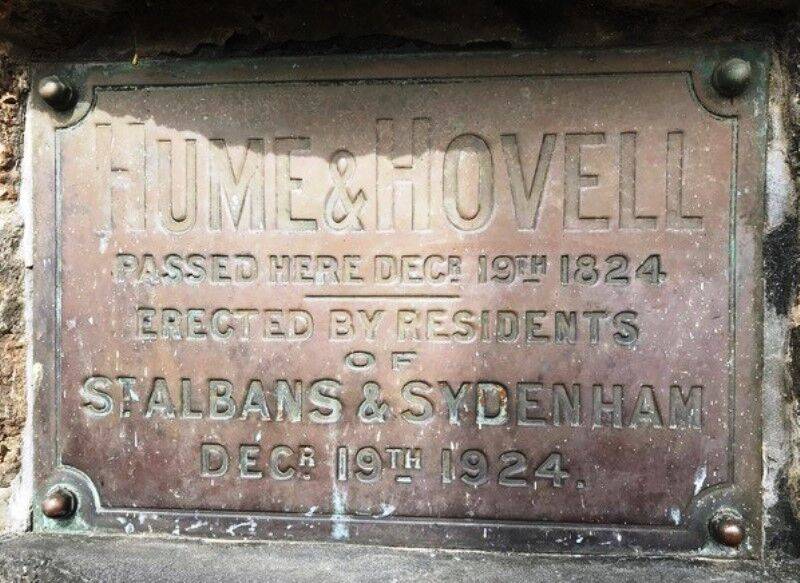 HUME & HOVELL
PASSED HERE DECR 19TH 1824
ERECTED BY RESIDENTS
OF
ST ALBANS & SYDENHAM
DECR 19TH 1924.